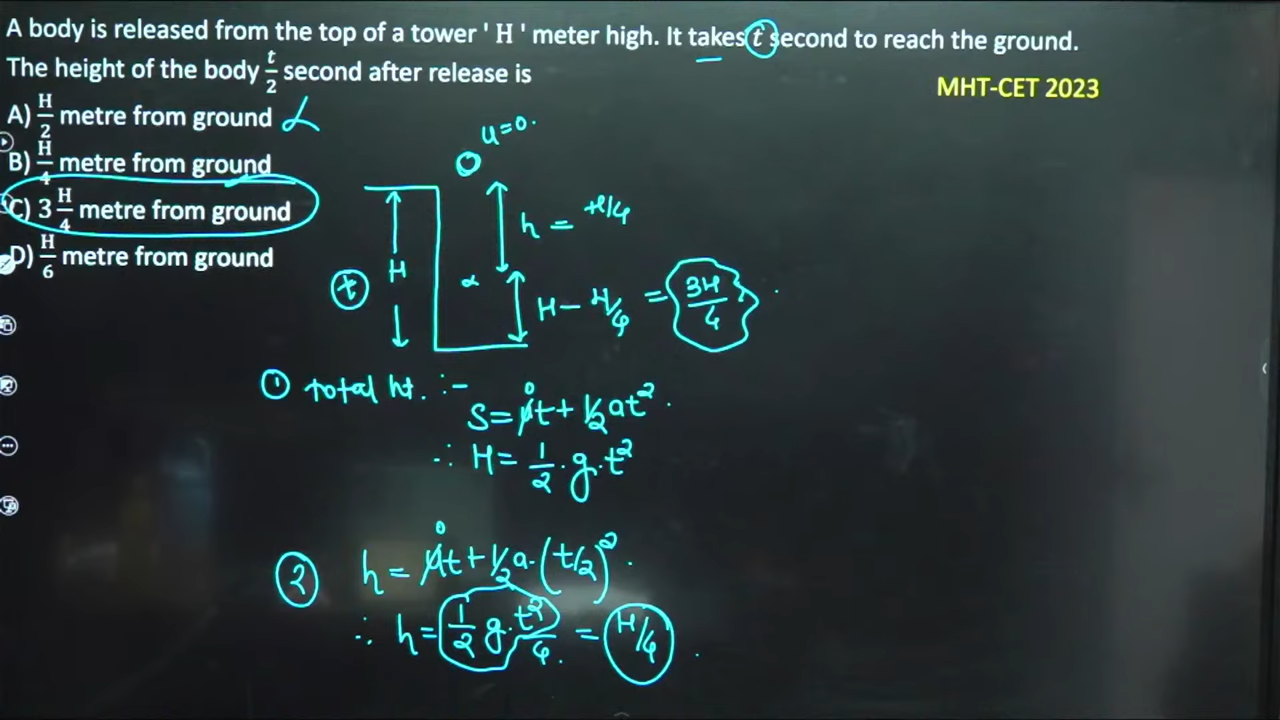 A body is released from the top of a tower ' H ' meter high. It takes t second to reach the ground.
The height of the body t/2 second after release is
MHT-CET 2023
A) H/2 metre from ground
B) H/4 metre from ground
C) 3 H/4 metre from ground
D) H/6 metre from ground
u=0.
h = H/4
t
H
H - H/4 = 3H/4
① total ht. :-
S = ut + 1/2 at²
0
∴ H = 1/2 · g · t²
0
② h = ut + 1/2 a · (t/2)²
∴ h = 1/2 g · t²/4 = H/4